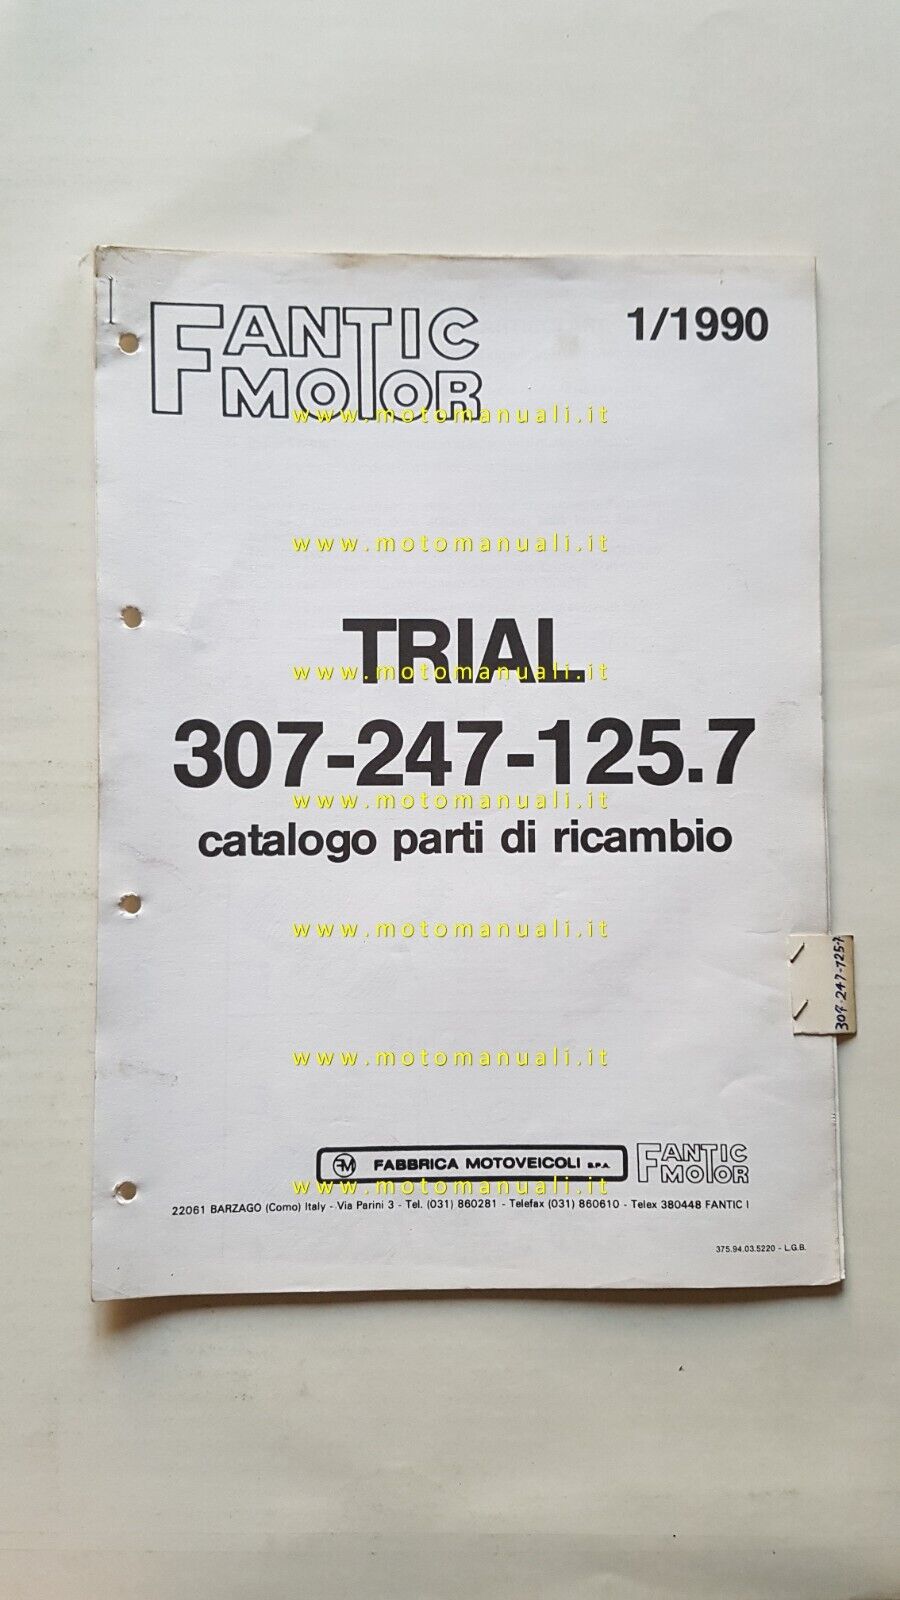 FANTIC MOTOR
1/1990
www.motomanuali.it
www.motomanuali.it
TRIAL
www.motomanuali.it
307-247-125.7
www.motomanuali.it
catalogo parti di ricambio
www.motomanuali.it
307-247-125-7
www.motomanuali.it
FM FABBRICA MOTOVEICOLI S.P.A.
FANTIC MOTOR
www.motomanuali.it
22061 BARZAGO (Como) Italy - Via Parini 3 - Tel. (031) 860281 - Telefax (031) 860610 - Telex 380448 FANTIC I
375.94.03.5220 - L.G.B.